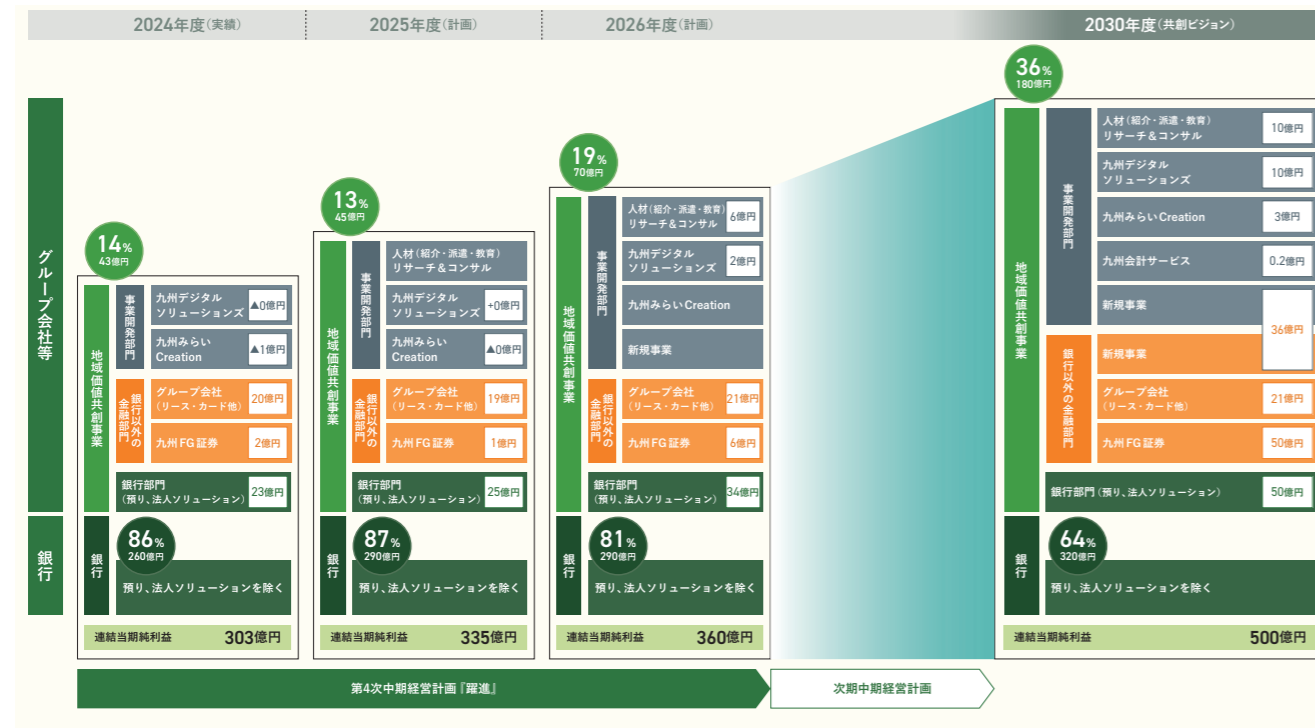 2024年度(実績)
2025年度(計画)
2026年度(計画)
2030年度(共創ビジョン)
グループ会社等
銀行
14%
43億円
地域価値共創事業
事業開発部門
九州デジタル
ソリューションズ
▲0億円
九州みらい
Creation
▲1億円
銀行以外の
金融部門
グループ会社
(リース・カード他)
20億円
九州FG証券
2億円
銀行部門
(預り、法人ソリューション)
23億円
銀行
86%
260億円
預り、法人ソリューションを除く
連結当期純利益
303億円
13%
45億円
地域価値共創事業
事業開発部門
人材(紹介・派遣・教育)
リサーチ&コンサル
九州デジタル
ソリューションズ
+0億円
九州みらい
Creation
▲0億円
銀行以外の
金融部門
グループ会社
(リース・カード他)
19億円
九州FG証券
1億円
銀行部門
(預り、法人ソリューション)
25億円
銀行
87%
290億円
預り、法人ソリューションを除く
連結当期純利益
335億円
19%
70億円
地域価値共創事業
事業開発部門
人材(紹介・派遣・教育)
リサーチ&コンサル
6億円
九州デジタル
ソリューションズ
2億円
九州みらいCreation
新規事業
銀行以外の
金融部門
グループ会社
(リース・カード他)
21億円
九州FG証券
6億円
銀行部門
(預り、法人ソリューション)
34億円
銀行
81%
290億円
預り、法人ソリューションを除く
連結当期純利益
360億円
36%
180億円
地域価値共創事業
事業開発部門
人材(紹介・派遣・教育)
リサーチ&コンサル
10億円
九州デジタル
ソリューションズ
10億円
九州みらいCreation
3億円
九州会計サービス
0.2億円
新規事業
36億円
銀行以外の金融部門
新規事業
グループ会社
(リース・カード他)
21億円
九州FG証券
50億円
銀行部門(預り、法人ソリューション)
50億円
銀行
64%
320億円
預り、法人ソリューションを除く
連結当期純利益
500億円
第4次中期経営計画『躍進』
次期中期経営計画